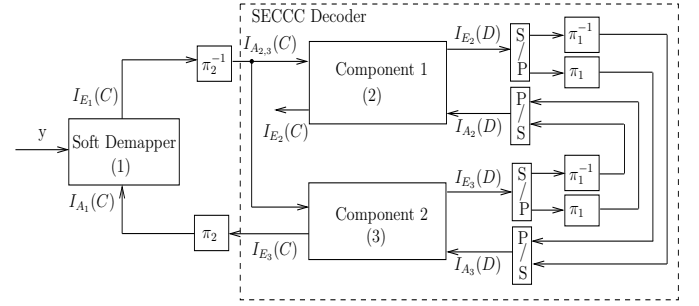 SECCC Decoder
I_{E_2}(D)
S/P
π_1^{-1}
π_1
π_2^{-1}
I_{A_{2,3}}(C)
Component 1
(2)
I_{E_1}(C)
I_{E_2}(C)
I_{A_2}(D)
P/S
y
Soft Demapper
(1)
I_{A_1}(C)
I_{E_3}(D)
S/P
π_1^{-1}
π_1
Component 2
(3)
π_2
I_{E_3}(C)
I_{A_3}(D)
P/S